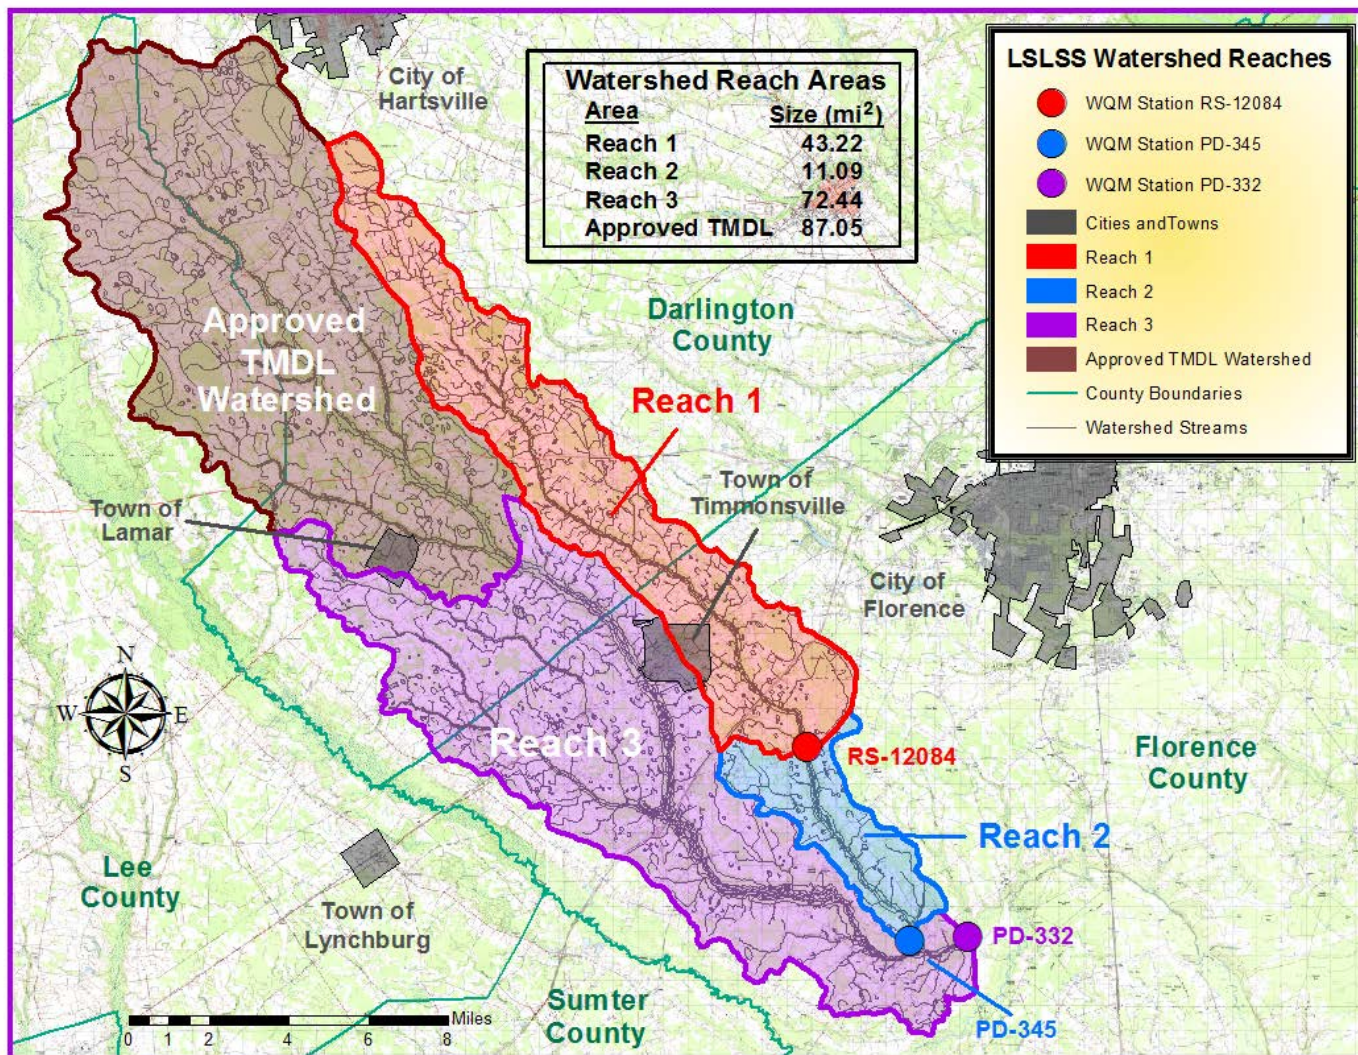 City of
Hartsville
Watershed Reach Areas
Area Size (mi²)
Reach 1 43.22
Reach 2 11.09
Reach 3 72.44
Approved TMDL 87.05
LSLSS Watershed Reaches
WQM Station RS-12084
WQM Station PD-345
WQM Station PD-332
Cities andTowns
Reach 1
Reach 2
Reach 3
Approved TMDL Watershed
County Boundaries
Watershed Streams
Approved
TMDL
Watershed
Darlington
County
Reach 1
Town of
Timmonsville
Town of
Lamar
City of
Florence
N
W E
S
Reach 3
RS-12084
Florence
County
Reach 2
Lee
County
Town of
Lynchburg
PD-332
PD-345
Sumter
County
Miles
0 1 2 4 6 8